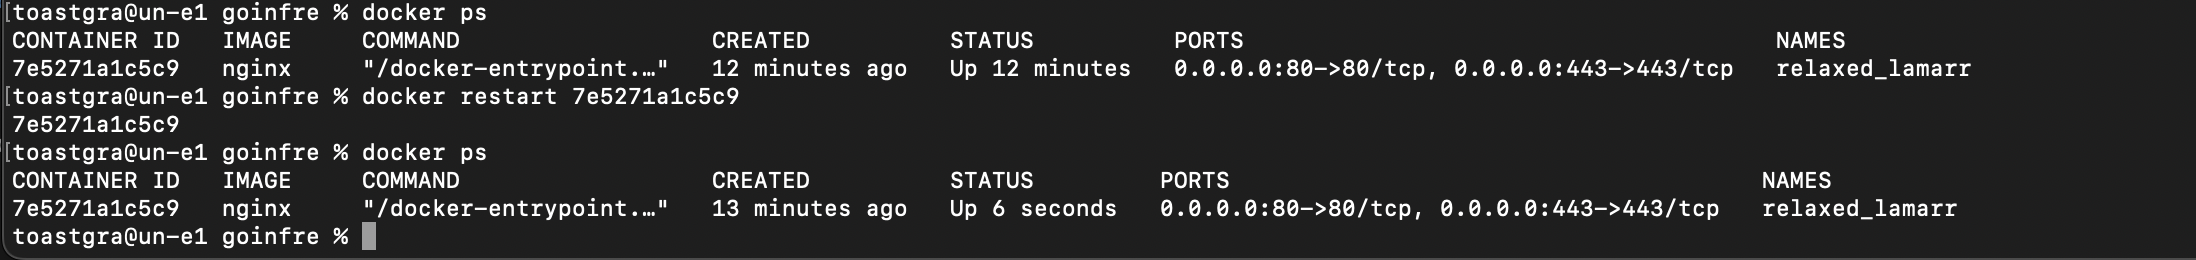 [toastgra@un-e1 goinfre % docker ps
CONTAINER ID   IMAGE     COMMAND                  CREATED          STATUS          PORTS                                      NAMES
7e5271a1c5c9   nginx     "/docker-entrypoint.…"   12 minutes ago   Up 12 minutes   0.0.0.0:80->80/tcp, 0.0.0.0:443->443/tcp   relaxed_lamarr
[toastgra@un-e1 goinfre % docker restart 7e5271a1c5c9
7e5271a1c5c9
[toastgra@un-e1 goinfre % docker ps
CONTAINER ID   IMAGE     COMMAND                  CREATED          STATUS         PORTS                                      NAMES
7e5271a1c5c9   nginx     "/docker-entrypoint.…"   13 minutes ago   Up 6 seconds   0.0.0.0:80->80/tcp, 0.0.0.0:443->443/tcp   relaxed_lamarr
toastgra@un-e1 goinfre %